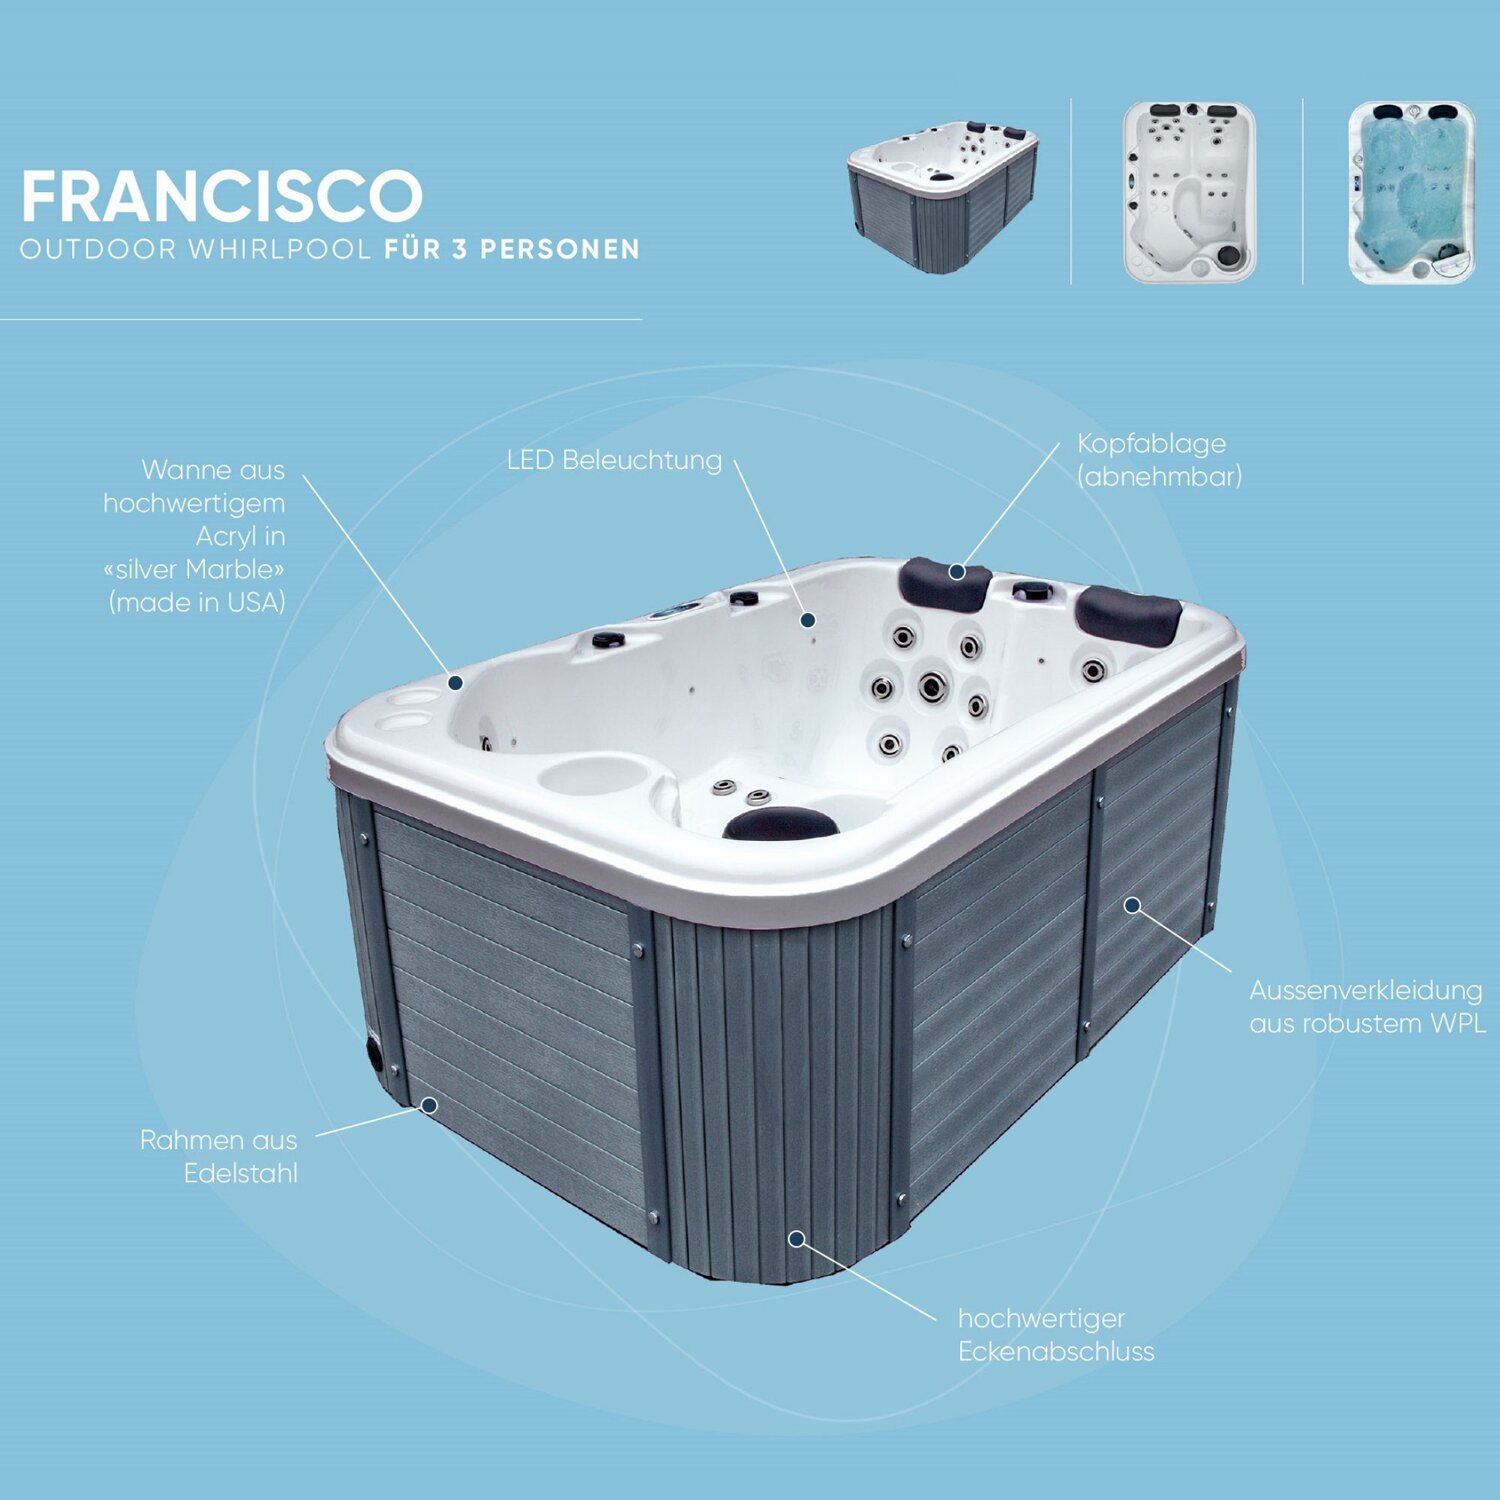 FRANCISCO
OUTDOOR WHIRLPOOL FÜR 3 PERSONEN
Wanne aus
hochwertigem
Acryl in
«silver Marble»
(made in USA)
LED Beleuchtung
Kopfablage
(abnehmbar)
Aussenverkleidung
aus robustem WPL
Rahmen aus
Edelstahl
hochwertiger
Eckenabschluss